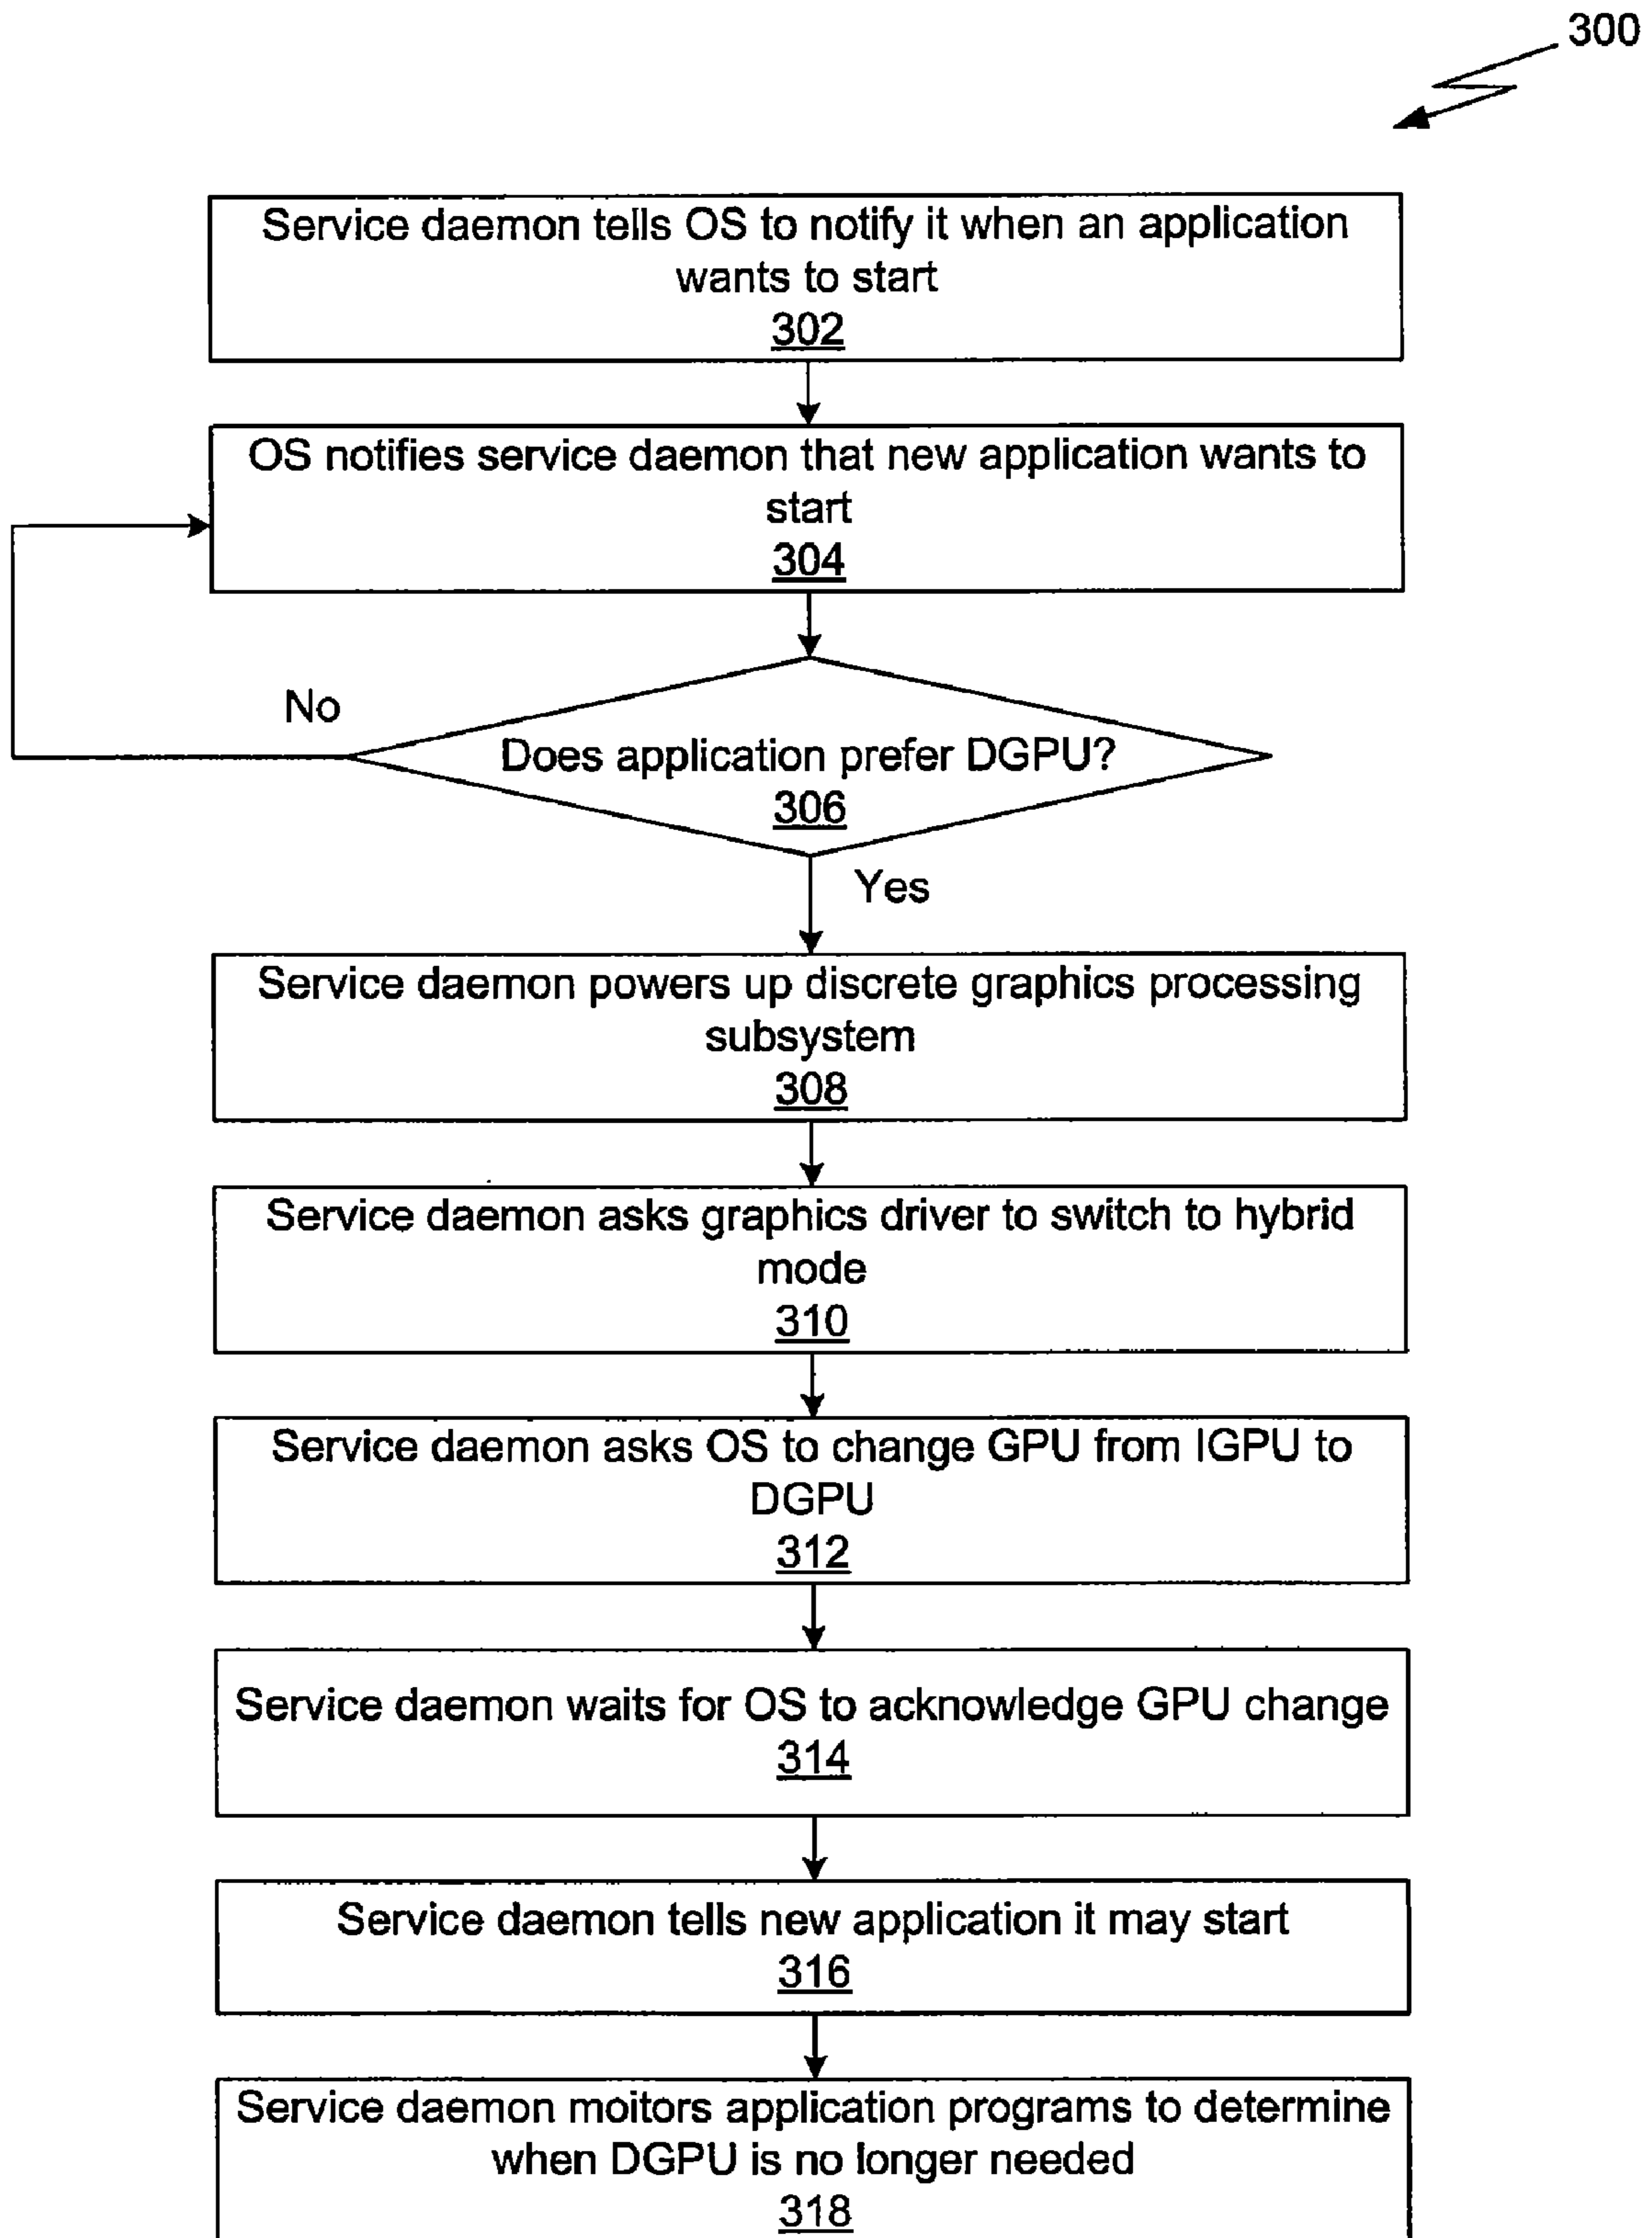 300
Service daemon tells OS to notify it when an application
wants to start
302
OS notifies service daemon that new application wants to
start
304
No
Does application prefer DGPU?
306
Yes
Service daemon powers up discrete graphics processing
subsystem
308
Service daemon asks graphics driver to switch to hybrid
mode
310
Service daemon asks OS to change GPU from IGPU to
DGPU
312
Service daemon waits for OS to acknowledge GPU change
314
Service daemon tells new application it may start
316
Service daemon moitors application programs to determine
when DGPU is no longer needed
318